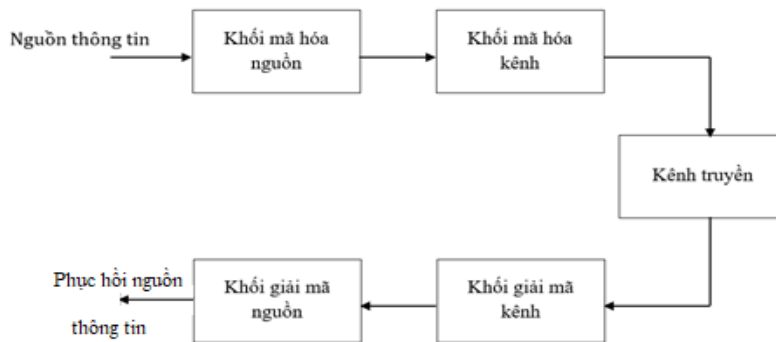 Nguồn thông tin
Khối mã hóa
nguồn
Khối mã hóa
kênh
Kênh truyền
Khối giải mã
kênh
Khối giải mã
nguồn
Phục hồi nguồn
thông tin